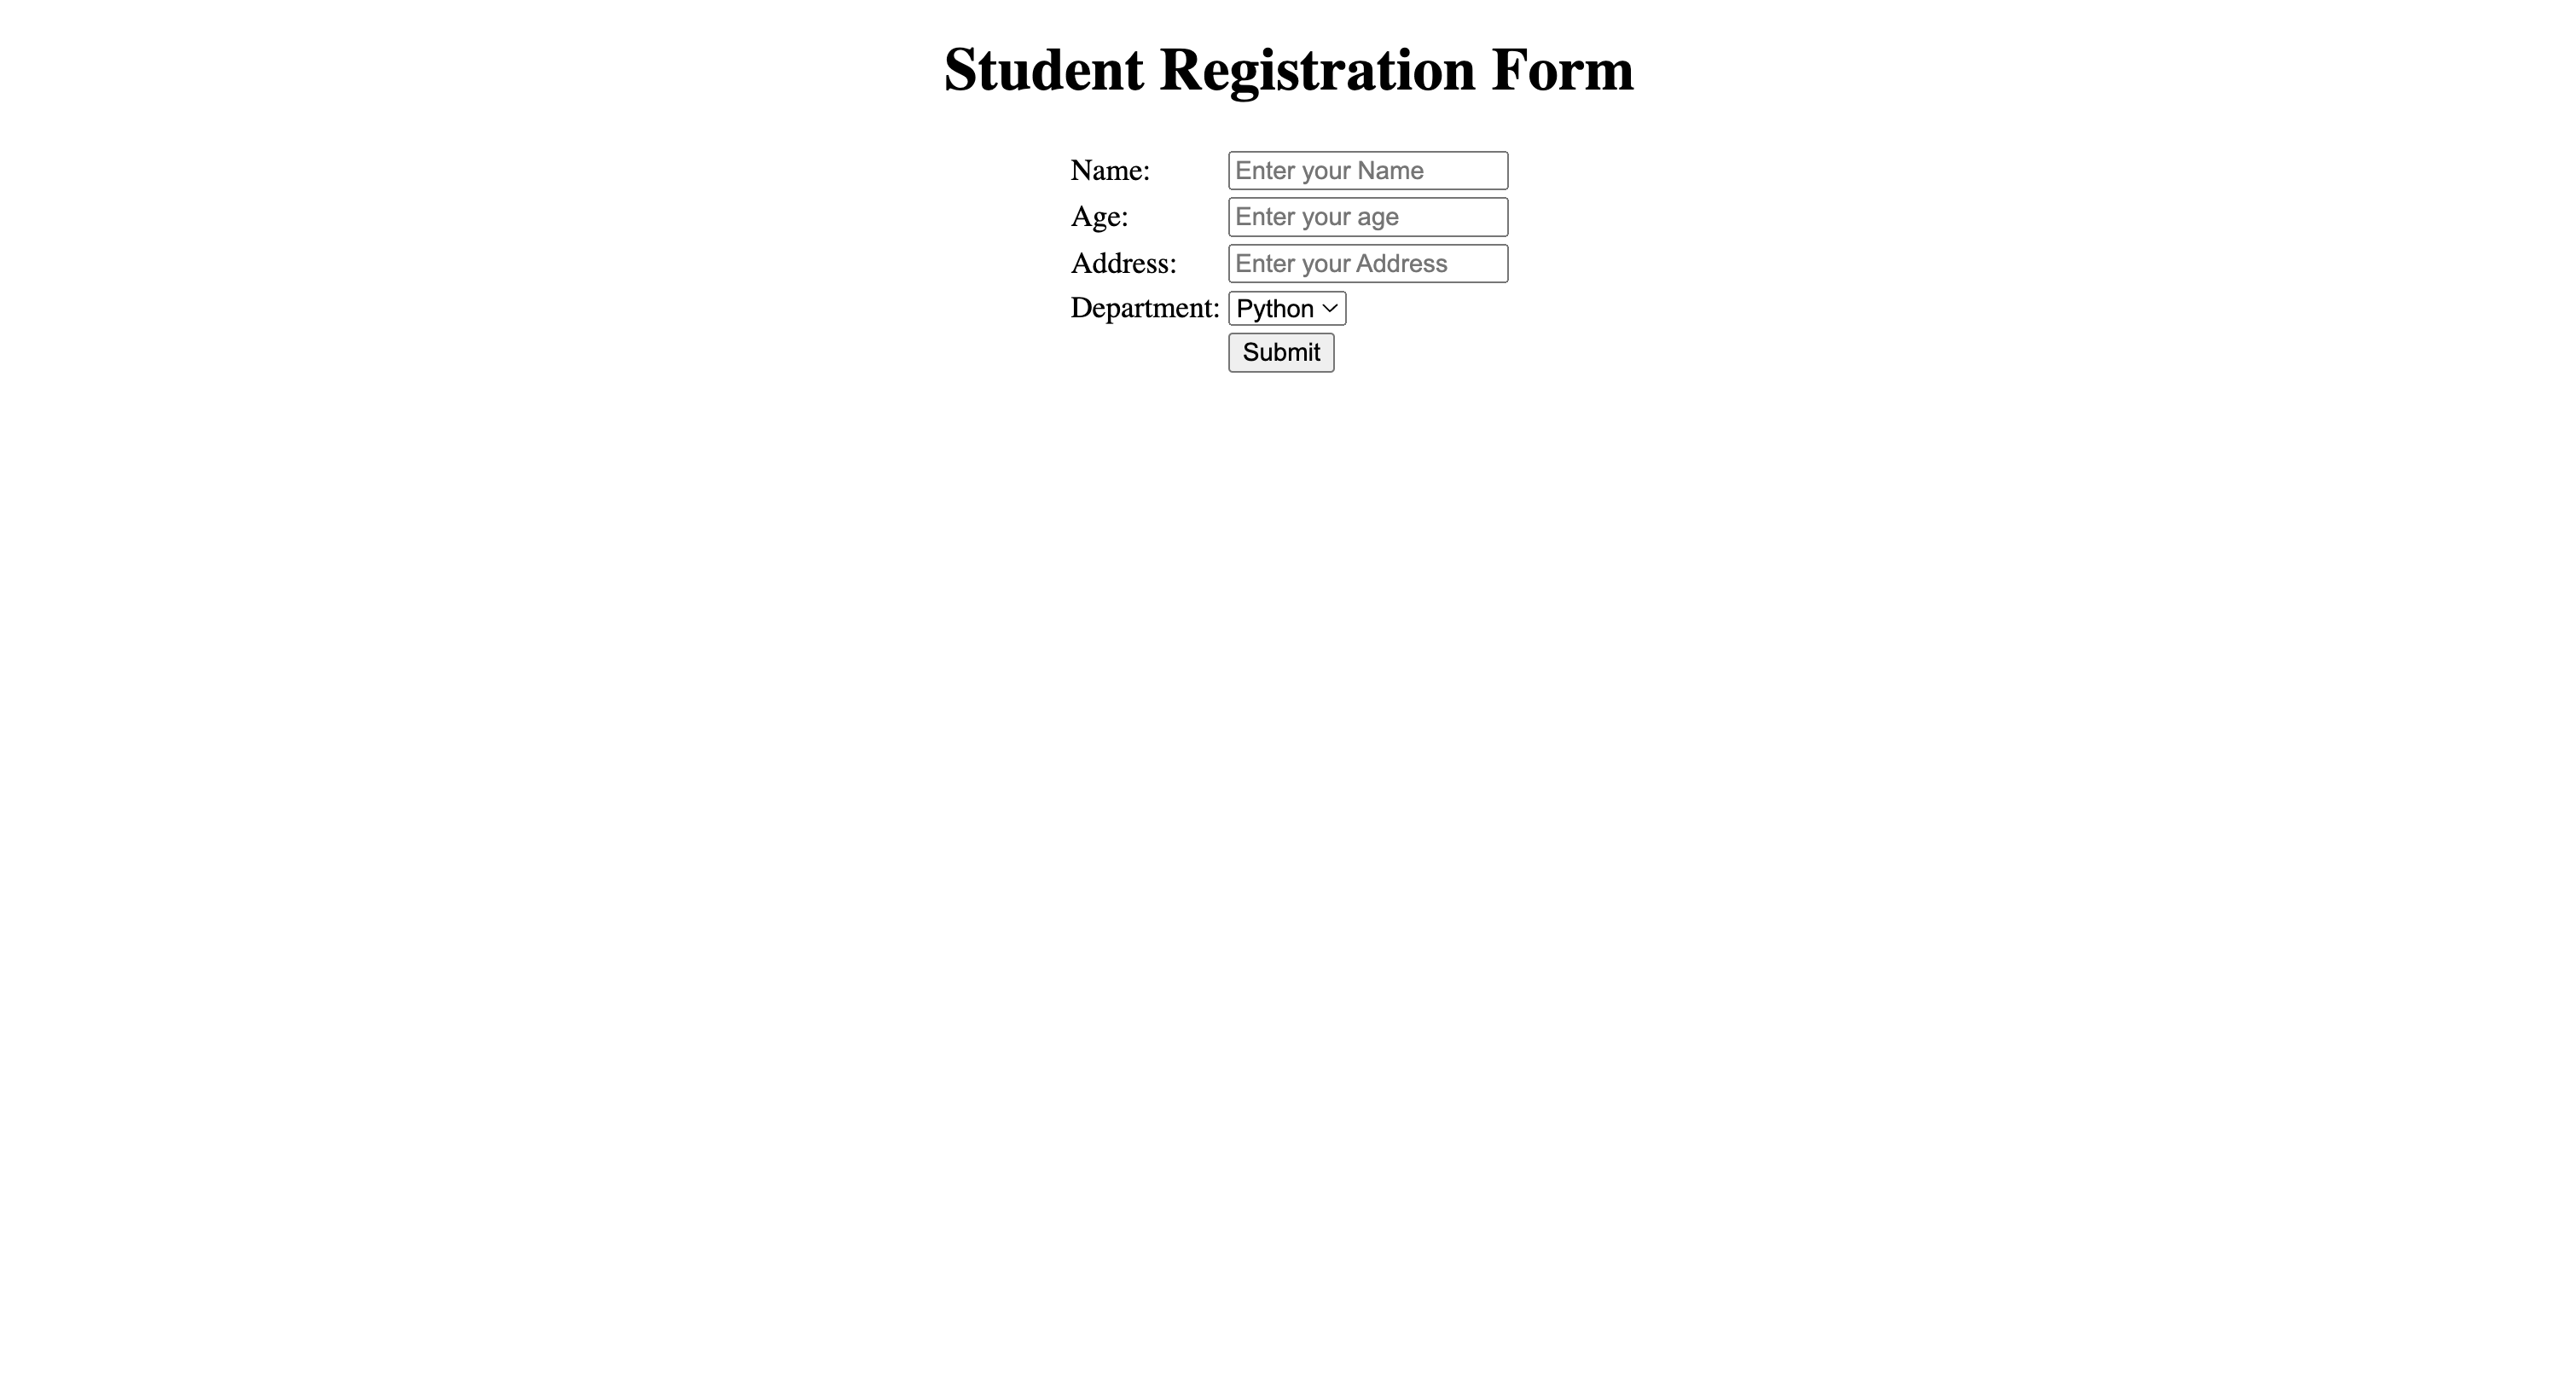 Student Registration Form
Name: Enter your Name
Age: Enter your age
Address: Enter your Address
Department: Python
Submit